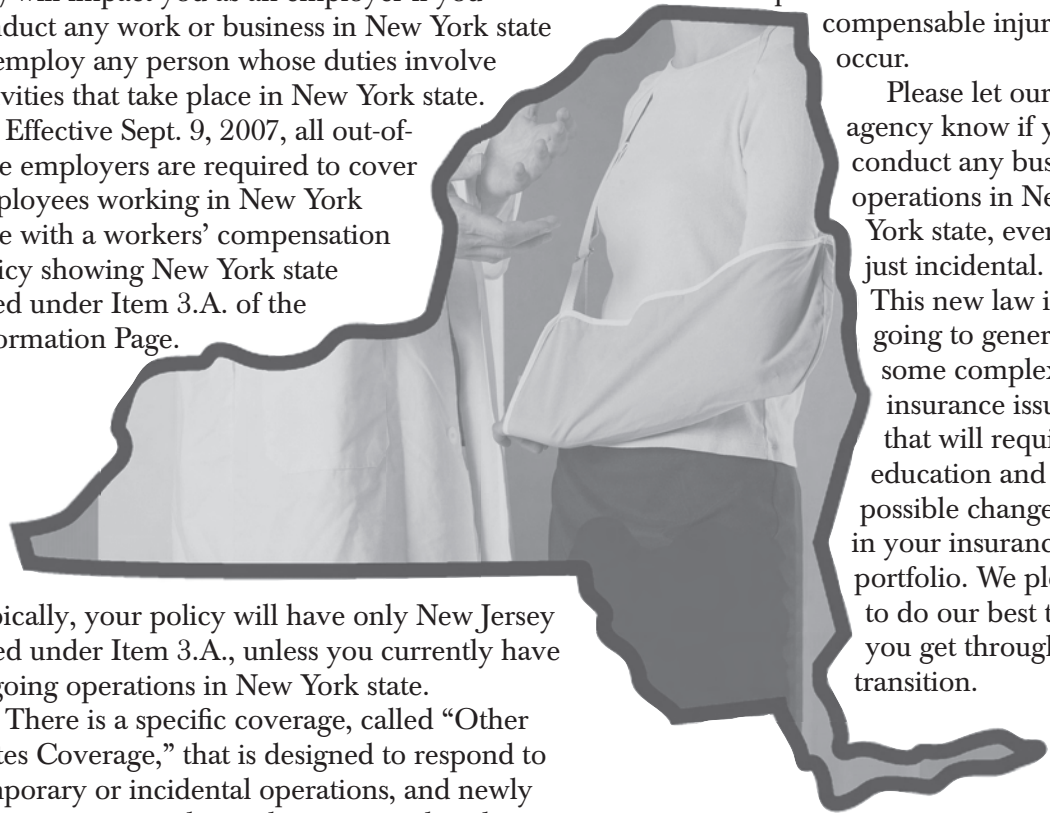 will impact you as an employer if you
nduct any work or business in New York state
employ any person whose duties involve
vities that take place in New York state.
Effective Sept. 9, 2007, all out-of-
e employers are required to cover
ployees working in New York
e with a workers’ compensation
icy showing New York state
ed under Item 3.A. of the
ormation Page.
pically, your policy will have only New Jersey
ed under Item 3.A., unless you currently have
going operations in New York state.
There is a specific coverage, called “Other
tes Coverage,” that is designed to respond to
mporary or incidental operations, and newly
compensable injur
occur.
Please let our
agency know if y
conduct any bus
operations in Ne
York state, even
just incidental.
This new law i
going to gener
some complex
insurance issu
that will requi
education and
possible change
in your insuranc
portfolio. We ple
to do our best t
you get through
transition.